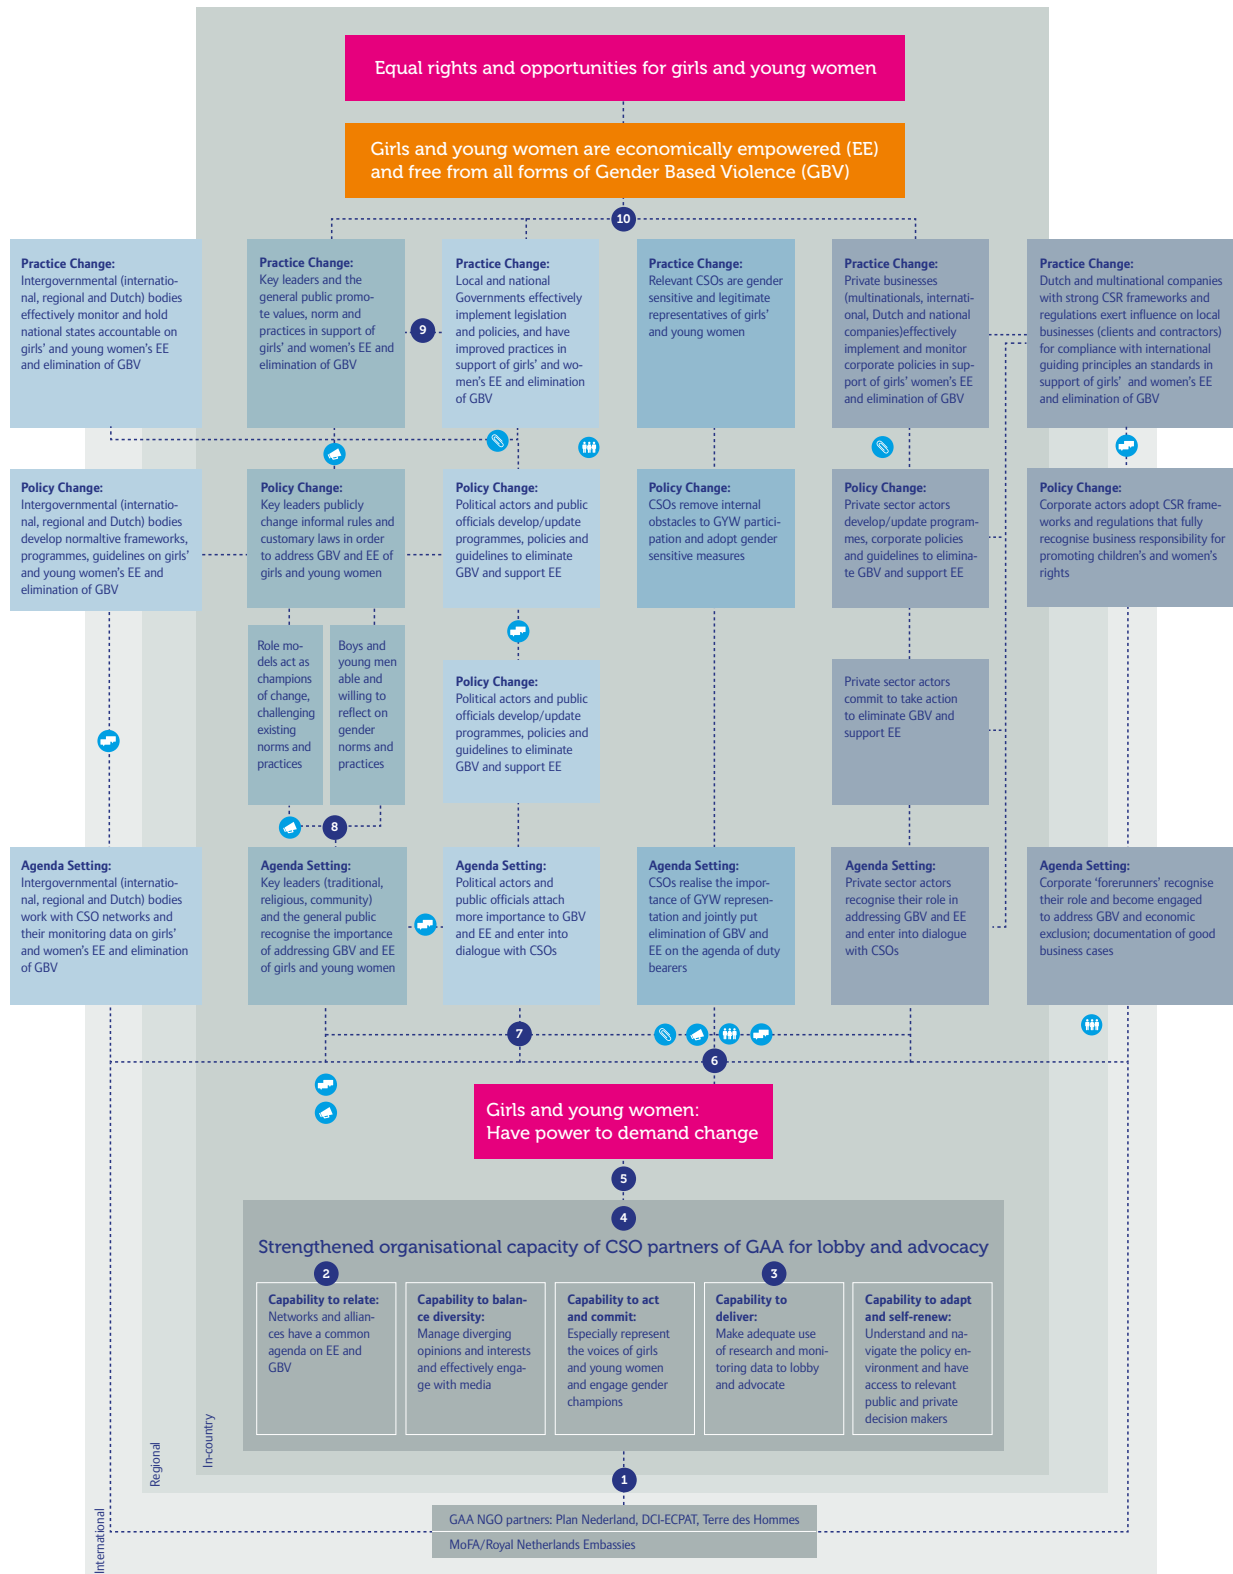 Equal rights and opportunities for girls and young women
Girls and young women are economically empowered (EE)
and free from all forms of Gender Based Violence (GBV)
10
Practice Change:
Intergovernmental (internatio-
nal, regional and Dutch) bodies
effectively monitor and hold
national states accountable on
girls' and young women's EE
and elimination of GBV
Practice Change:
Key leaders and the
general public promo-
te values, norm and
practices in support of
girls' and women's EE and
elimination of GBV
9
Practice Change:
Local and national
Governments effectively
implement legislation
and policies, and have
improved practices in
support of girls' and wo-
men's EE and elimination
of GBV
Practice Change:
Relevant CSOs are gender
sensitive and legitimate
representatives of girls'
and young women
Practice Change:
Private businesses
(multinationals, internati-
onal, Dutch and national
companies)effectively
implement and monitor
corporate policies in sup-
port of girls' women's EE
and elimination of GBV
Practice Change:
Dutch and multinational companies
with strong CSR frameworks and
regulations exert influence on local
businesses (clients and contractors)
for compliance with international
guiding principles an standards in
support of girls'  and women's EE
and elimination of GBV
Policy Change:
Intergovernmental (internatio-
nal, regional and Dutch) bodies
develop normaltive frameworks,
programmes, guidelines on girls'
and young women's EE and
elimination of GBV
Policy Change:
Key leaders publicly
change informal rules and
customary laws in order
to address GBV and EE of
girls and young women
Policy Change:
Political actors and public
officials develop/update
programmes, policies and
guidelines to eliminate
GBV and support EE
Policy Change:
CSOs remove internal
obstacles to GYW partici-
pation and adopt gender
sensitive measures
Policy Change:
Private sector actors
develop/update program-
mes, corporate policies
and guidelines to elimina-
te GBV and support EE
Policy Change:
Corporate actors adopt CSR frame-
works and regulations that fully
recognise business responsibility for
promoting children's and women's
rights
Role mo-
dels act as
champions
of change,
challenging
existing
norms and
practices
Boys and
young men
able and
willing to
reflect on
gender
norms and
practices
Policy Change:
Political actors and public
officials develop/update
programmes, policies and
guidelines to eliminate
GBV and support EE
Private sector actors
commit to take action
to eliminate GBV and
support EE
8
Agenda Setting:
Intergovernmental (internatio-
nal, regional and Dutch) bodies
work with CSO networks and
their monitoring data on girls'
and women's EE and elimination
of GBV
Agenda Setting:
Key leaders (traditional,
religious, community)
and the general public
recognise the importance
of addressing GBV and EE
of girls and young women
Agenda Setting:
Political actors and
public officials attach
more importance to GBV
and EE and enter into
dialogue with CSOs
Agenda Setting:
CSOs realise the impor-
tance of GYW represen-
tation and jointly put
elimination of GBV and
EE on the agenda of duty
bearers
Agenda Setting:
Private sector actors
recognise their role in
addressing GBV and EE
and enter into dialogue
with CSOs
Agenda Setting:
Corporate 'forerunners' recognise
their role and become engaged
to address GBV and economic
exclusion; documentation of good
business cases
7
6
Girls and young women:
Have power to demand change
5
4
Strengthened organisational capacity of CSO partners of GAA for lobby and advocacy
2
3
Capability to relate:
Networks and allian-
ces have a common
agenda on EE and
GBV
Capability to balan-
ce diversity:
Manage diverging
opinions and interests
and effectively enga-
ge with media
Capability to act
and commit:
Especially represent
the voices of girls
and young women
and engage gender
champions
Capability to
deliver:
Make adequate use
of research and moni-
toring data to lobby
and advocate
Capability to adapt
and self-renew:
Understand and na-
vigate the policy en-
vironment and have
access to relevant
public and private
decision makers
In-country
Regional
International
1
GAA NGO partners: Plan Nederland, DCI-ECPAT, Terre des Hommes
MoFA/Royal Netherlands Embassies